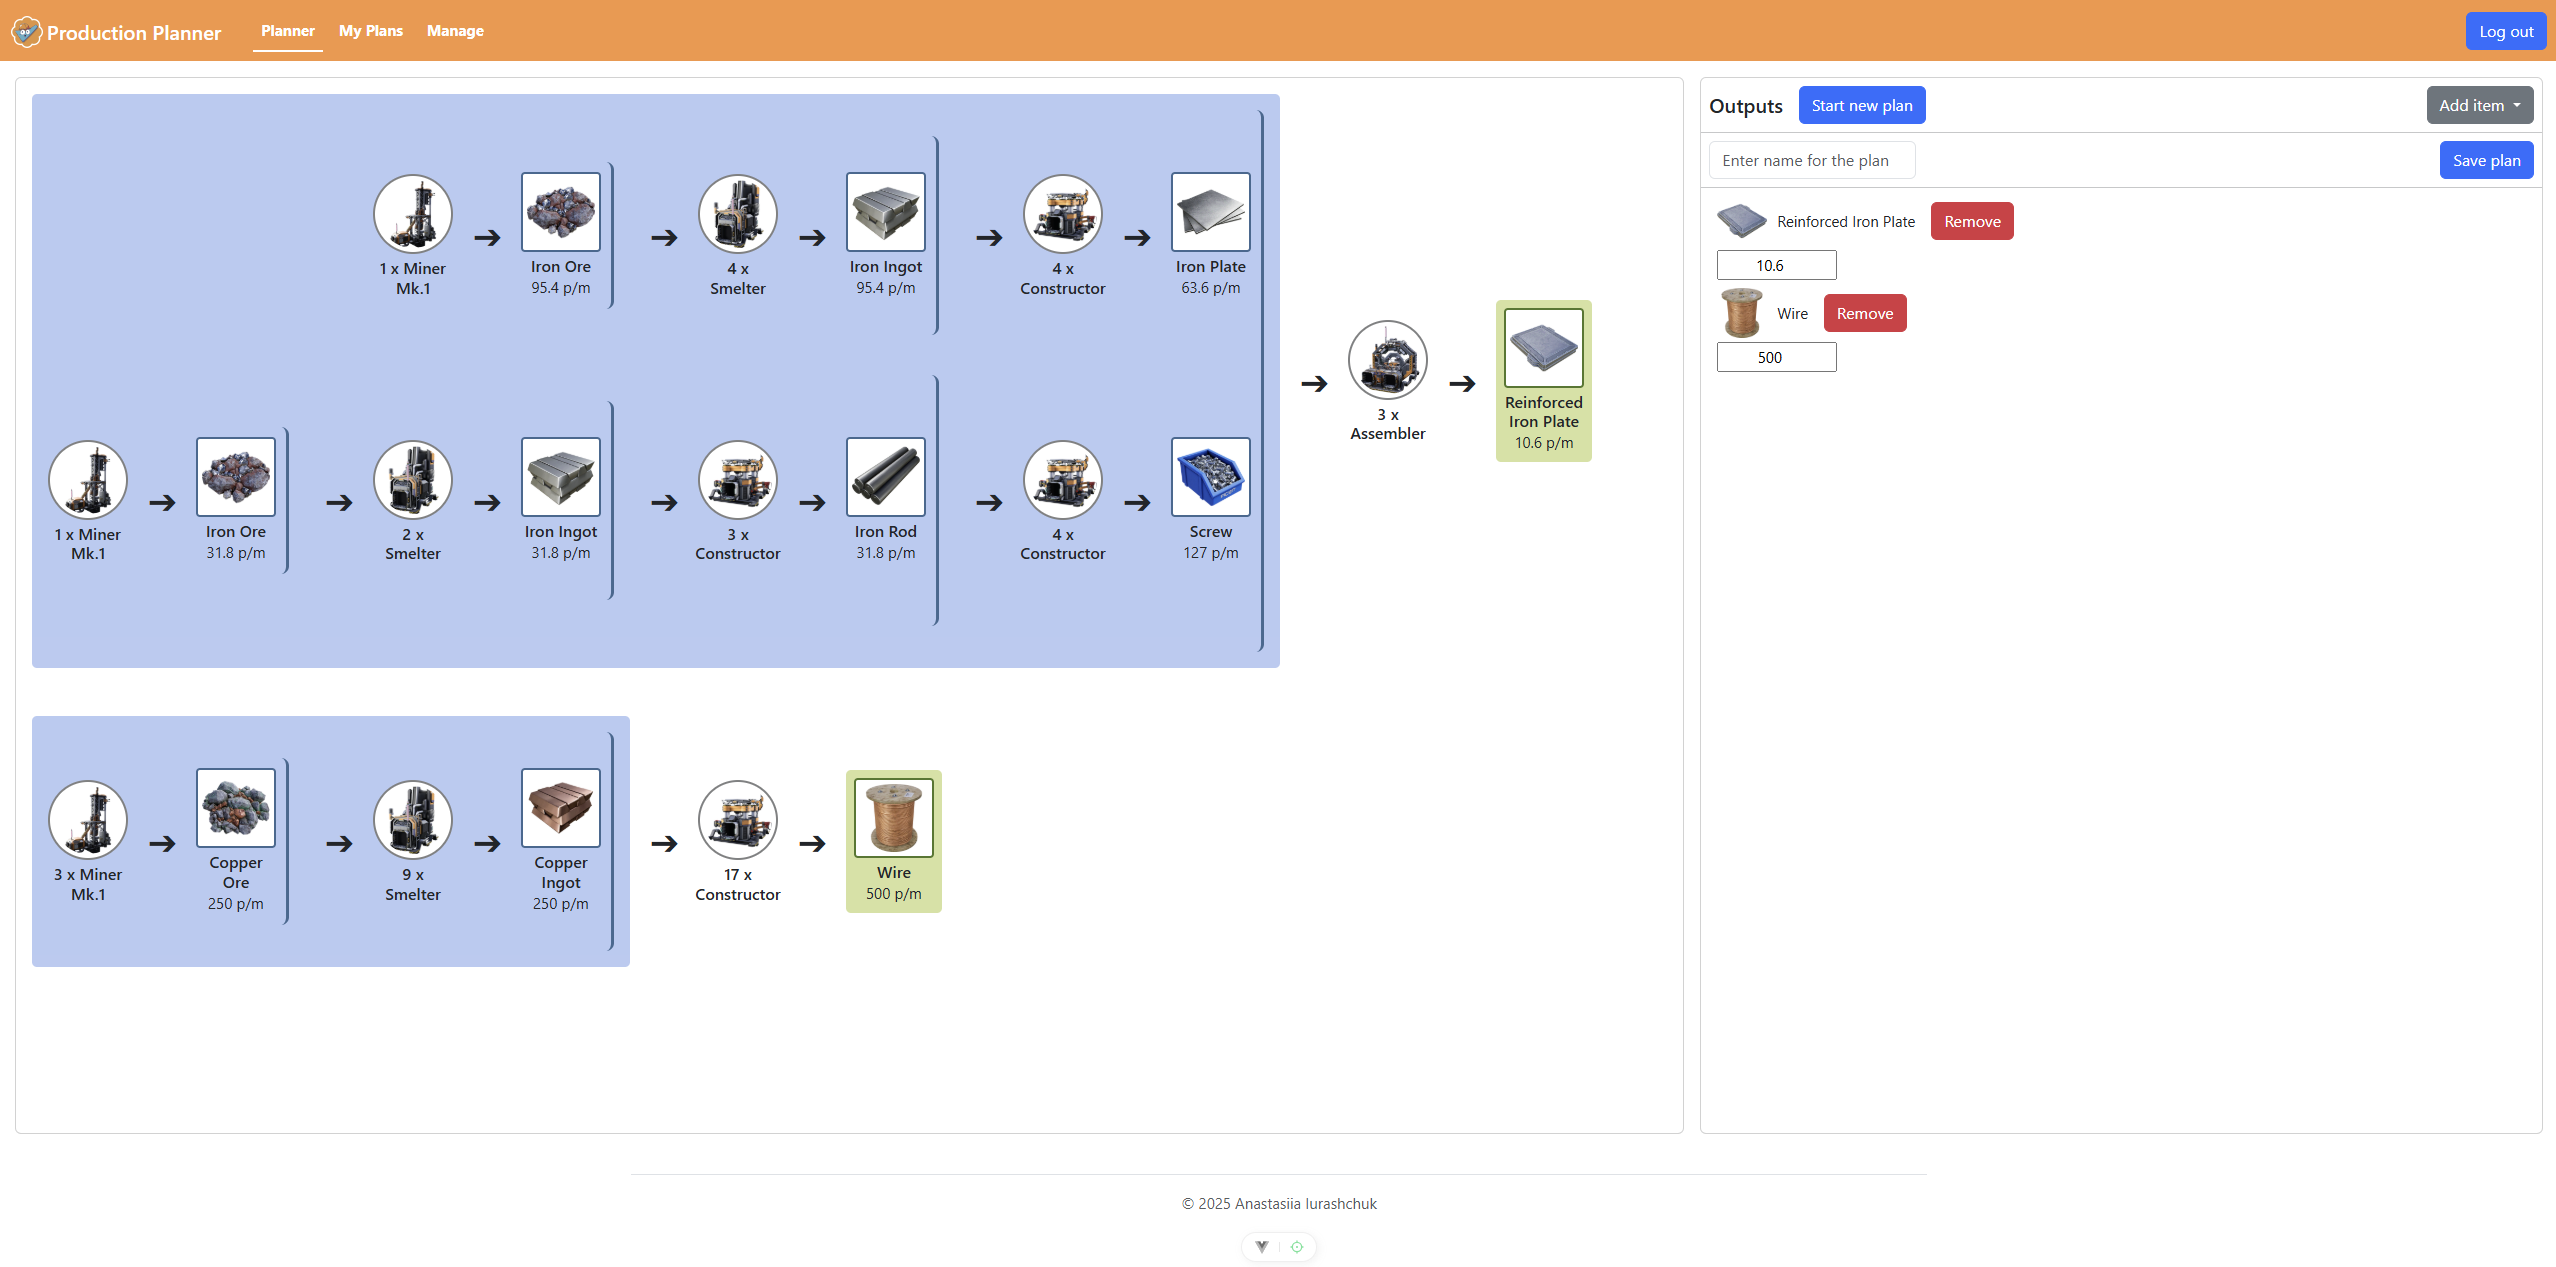 Production Planner
Planner
My Plans
Manage
Log out
1 x Miner
Mk.1
Iron Ore
95.4 p/m
4 x
Smelter
Iron Ingot
95.4 p/m
4 x
Constructor
Iron Plate
63.6 p/m
1 x Miner
Mk.1
Iron Ore
31.8 p/m
2 x
Smelter
Iron Ingot
31.8 p/m
3 x
Constructor
Iron Rod
31.8 p/m
4 x
Constructor
Screw
127 p/m
3 x
Assembler
Reinforced
Iron Plate
10.6 p/m
3 x Miner
Mk.1
Copper
Ore
250 p/m
9 x
Smelter
Copper
Ingot
250 p/m
17 x
Constructor
Wire
500 p/m
Outputs
Start new plan
Add item
Enter name for the plan
Save plan
Reinforced Iron Plate
Remove
10.6
Wire
Remove
500
© 2025 Anastasiia Iurashchuk